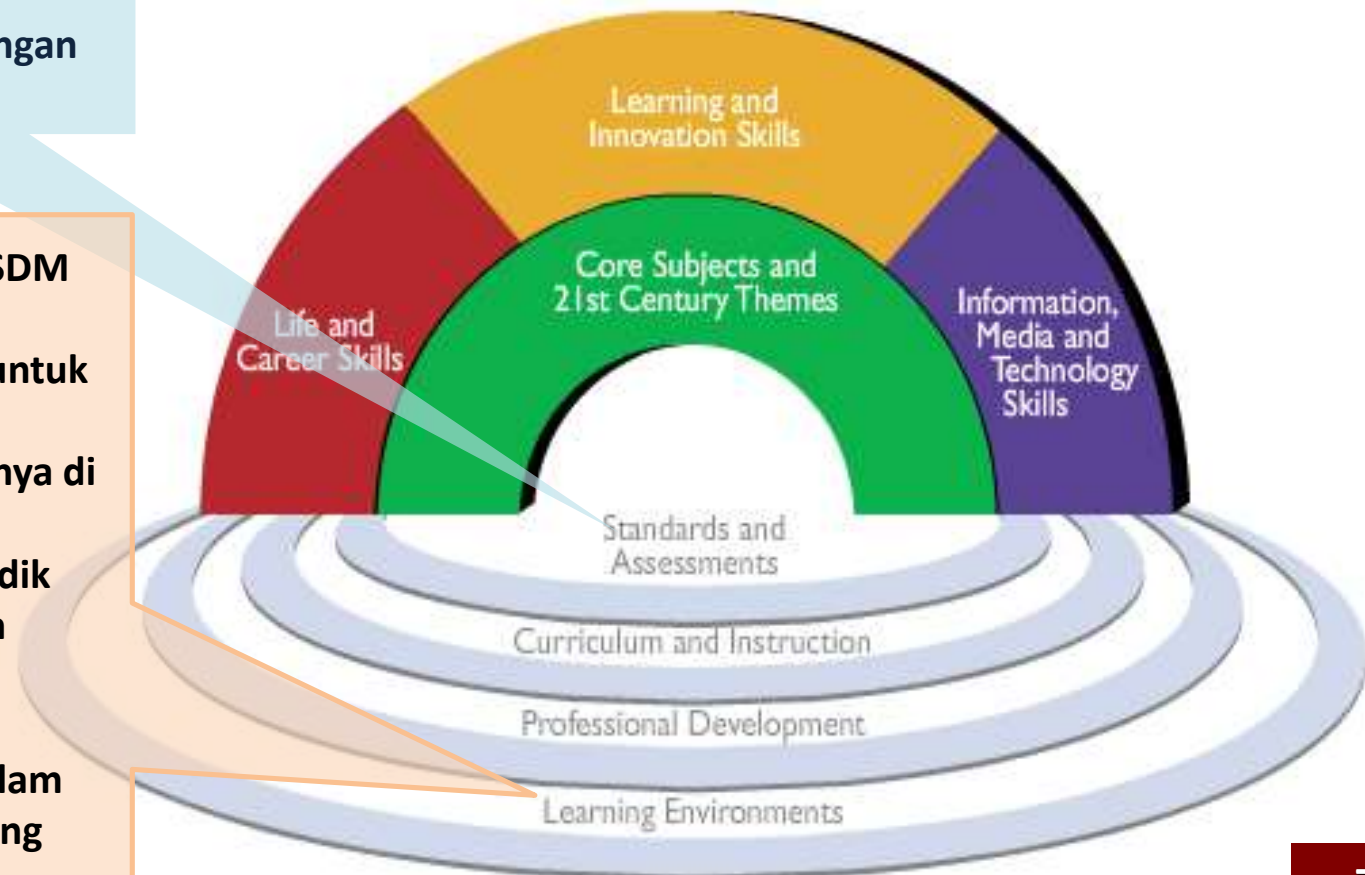 SDM
untuk
nya di
dik
lam
ng
Learning and
Innovation Skills
Core Subjects and
21st Century Themes
Life and
Career Skills
Information,
Media and
Technology
Skills
Standards and
Assessments
Curriculum and Instruction
Professional Development
Learning Environments